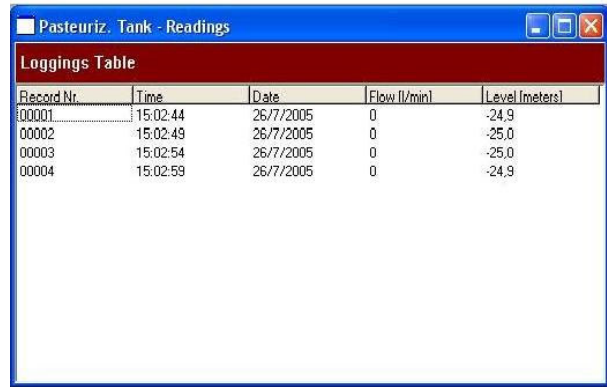 Pasteuriz. Tank - Readings
Loggings Table
Record Nr. Time Date Flow [l/min] Level [meters]
00001 15:02:44 26/7/2005 0 -24,9
00002 15:02:49 26/7/2005 0 -25,0
00003 15:02:54 26/7/2005 0 -25,0
00004 15:02:59 26/7/2005 0 -24,9